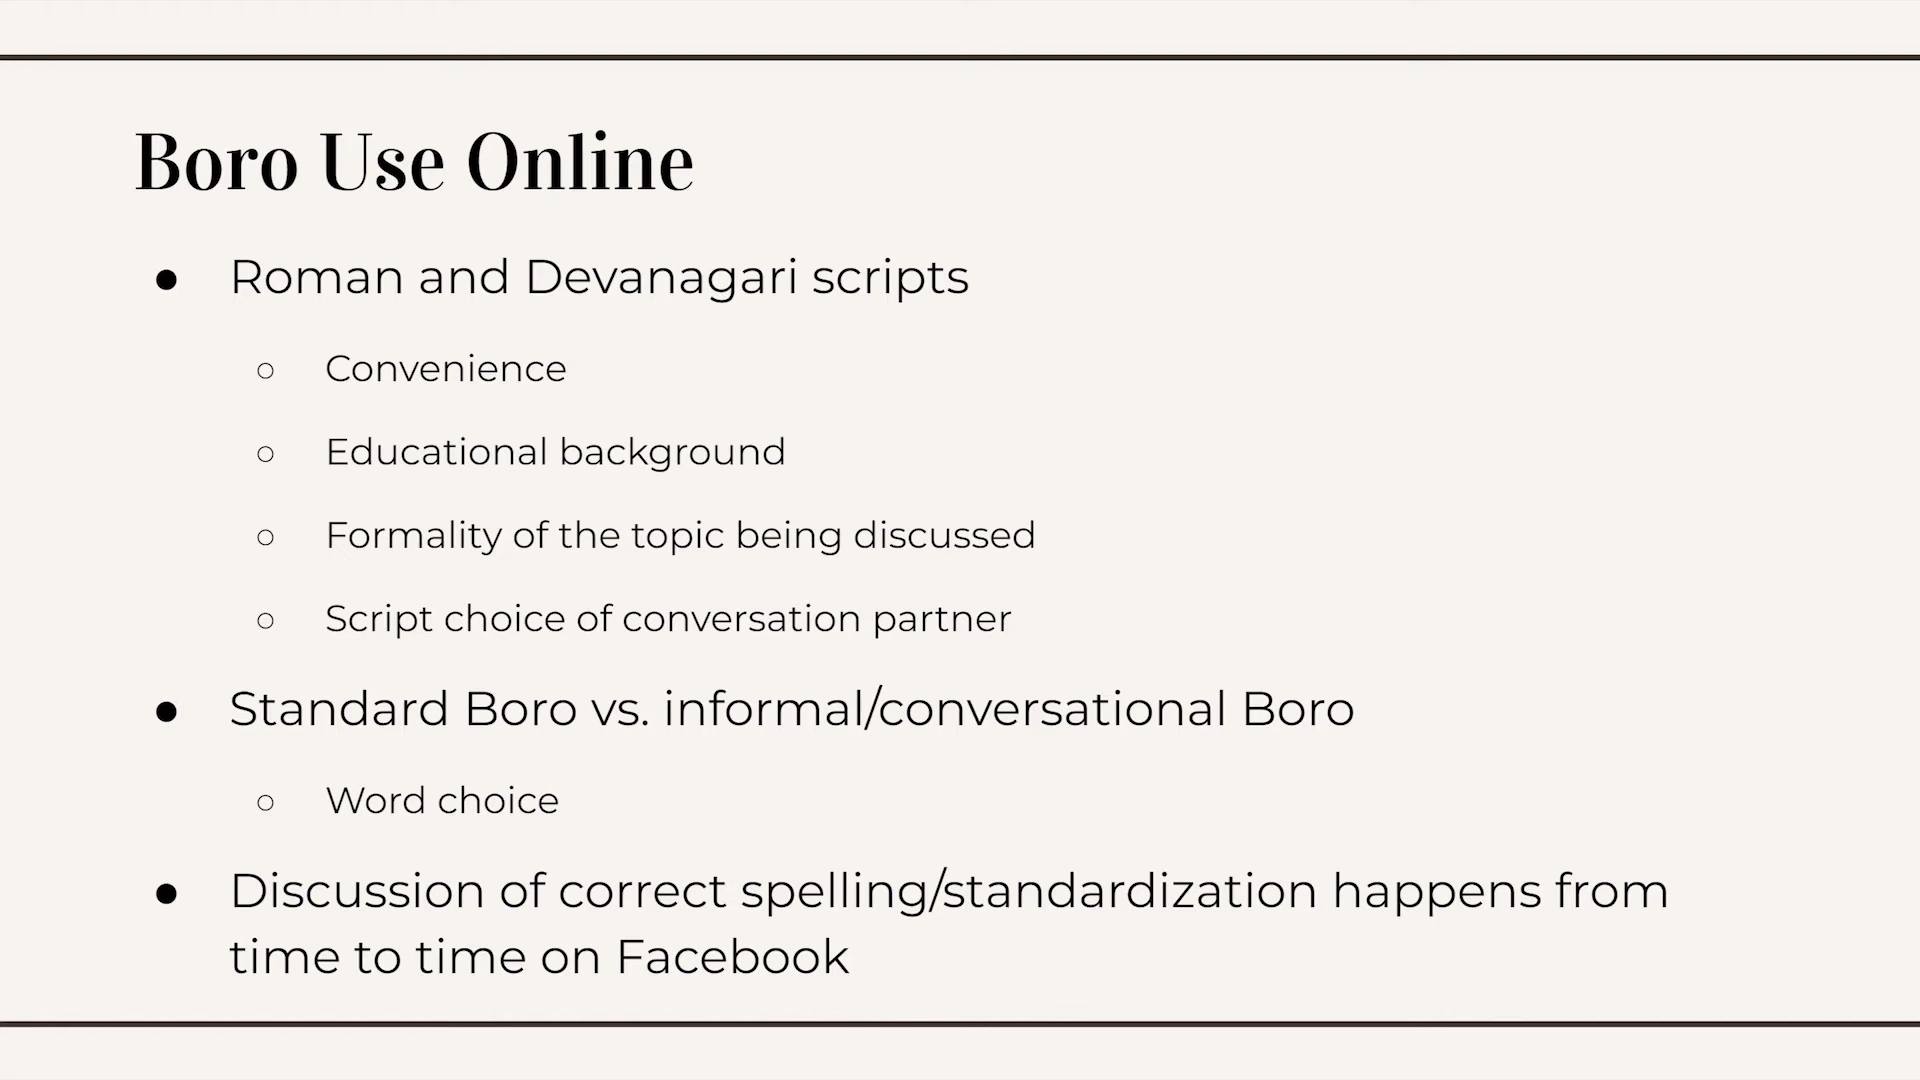 Boro Use Online
● Roman and Devanagari scripts
○ Convenience
○ Educational background
○ Formality of the topic being discussed
○ Script choice of conversation partner
● Standard Boro vs. informal/conversational Boro
○ Word choice
● Discussion of correct spelling/standardization happens from
time to time on Facebook